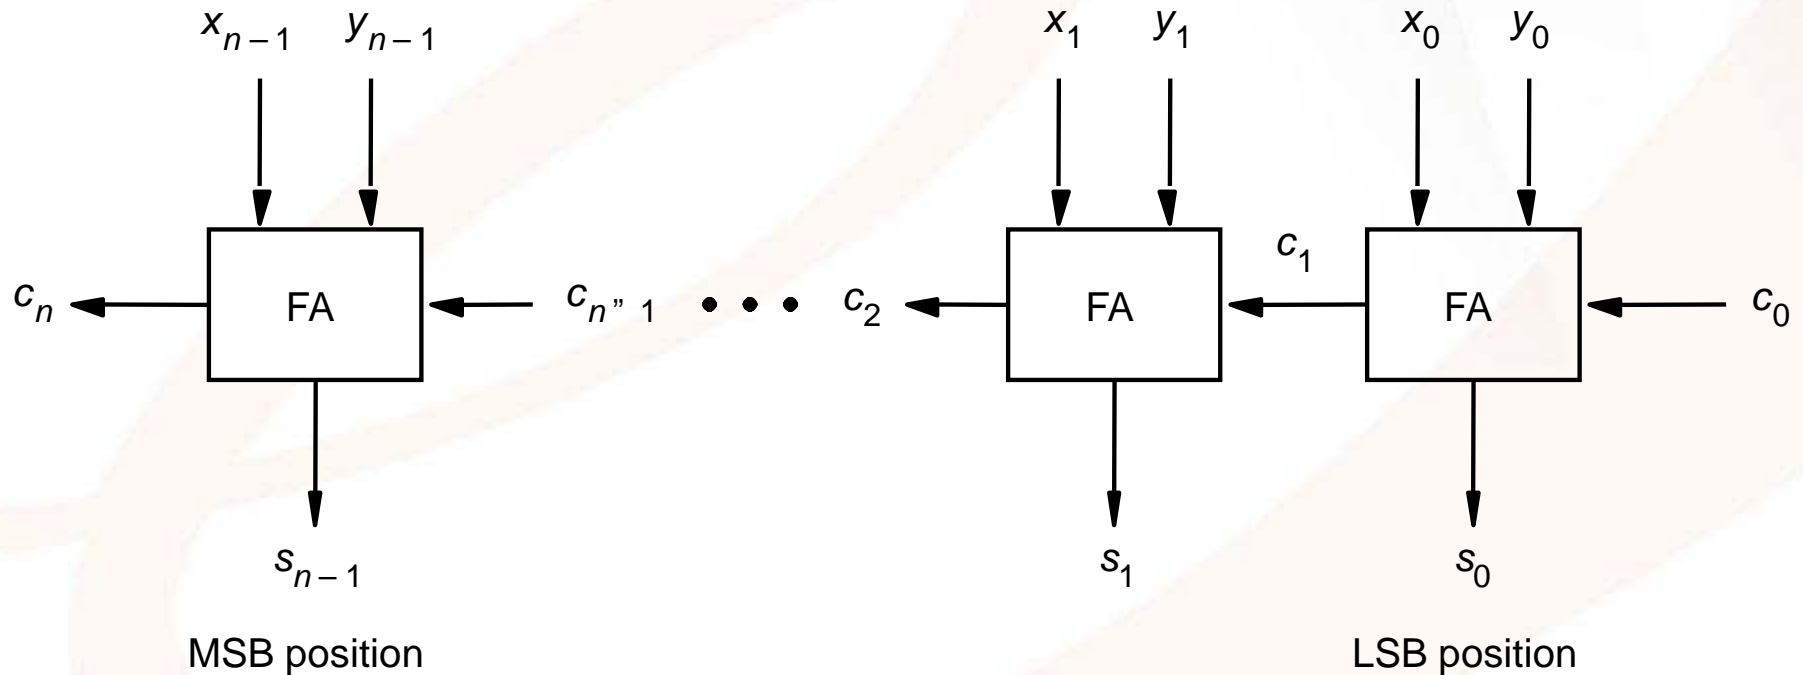 x n – 1 y n – 1 x 1 y 1 x 0 y 0
c 1
c n FA c n ” 1 • • • c 2 FA FA c 0
s n – 1 s 1 s 0
MSB position LSB position